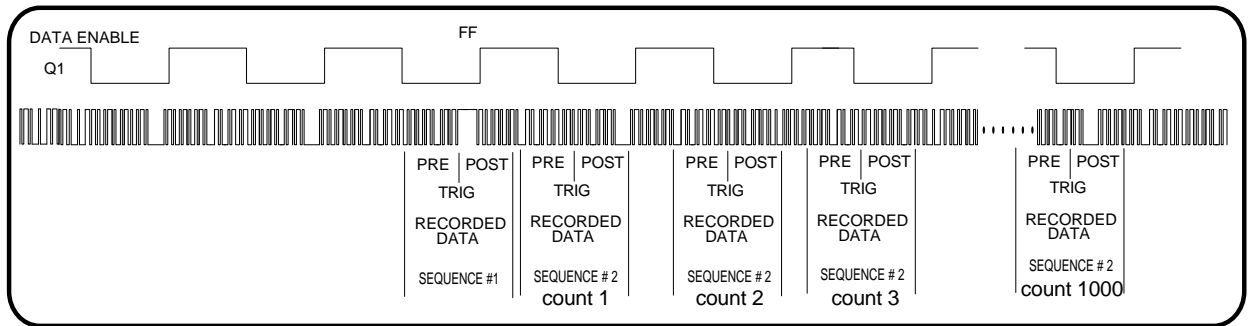 DATA ENABLE
FF
Q1
PRE POST PRE POST PRE POST PRE POST PRE POST
TRIG TRIG TRIG TRIG TRIG
RECORDED RECORDED RECORDED RECORDED RECORDED
DATA DATA DATA DATA DATA
SEQUENCE #1 SEQUENCE # 2 SEQUENCE # 2 SEQUENCE # 2 SEQUENCE # 2
count 1 count 2 count 3 count 1000